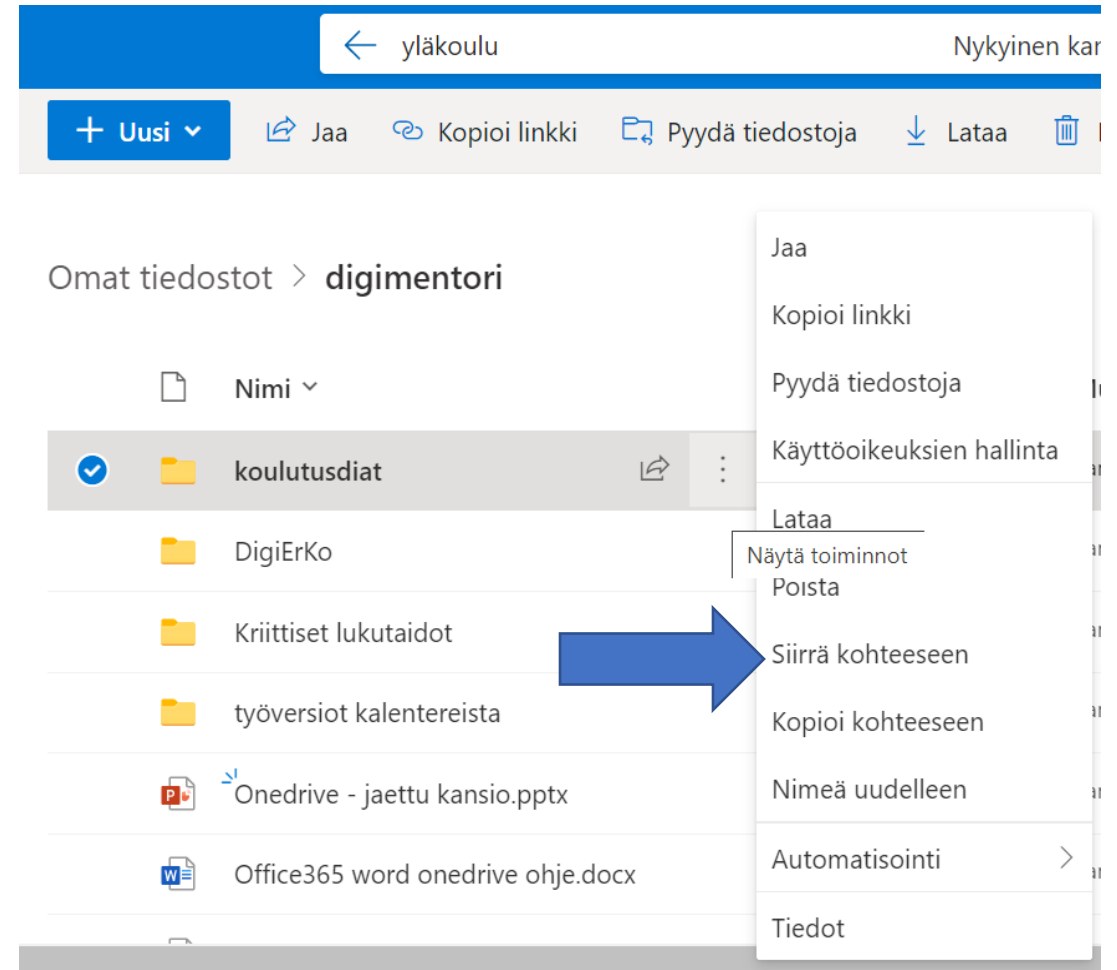 yläkoulu Nykyinen kan
Uusi Jaa Kopioi linkki Pyydä tiedostoja Lataa
Omat tiedostot > digimentori
Nimi
koulutusdiat
DigiErKo
Kriittiset lukutaidot
työversiot kalentereista
Onedrive - jaettu kansio.pptx
Office365 word onedrive ohje.docx
Jaa
Kopioi linkki
Pyydä tiedostoja
Käyttöoikeuksien hallinta
Lataa
Näytä toiminnot
Poista
Siirrä kohteeseen
Kopioi kohteeseen
Nimeä uudelleen
Automatisointi
Tiedot